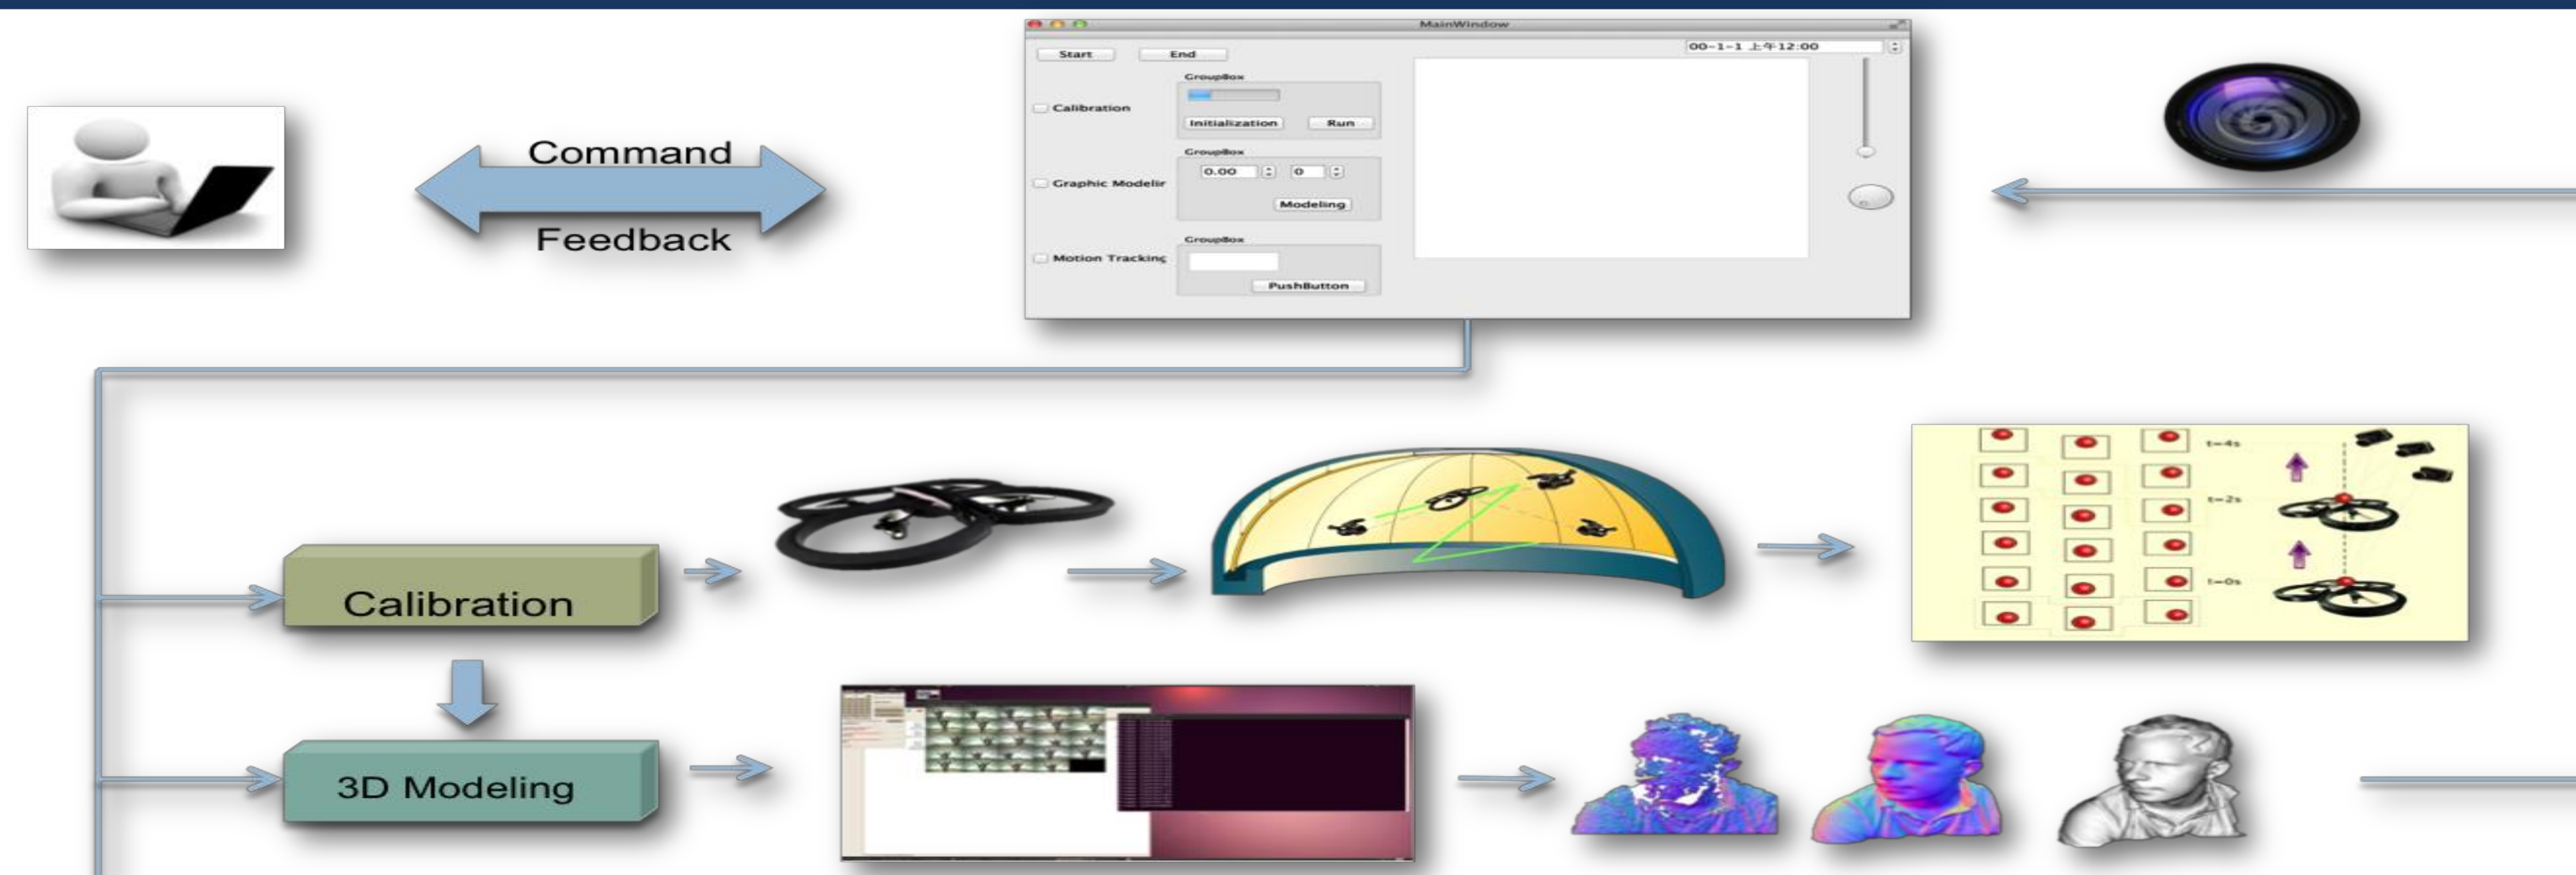 MainWindow
00-1-1 上午12:00
Start
End
GroupBox
Calibration
Initialization
Run
GroupBox
Graphic Modelir
0.00
0
Modeling
GroupBox
Motion Tracking
PushButton
Command
Feedback
t=4s
t=2s
t=0s
Calibration
3D Modeling